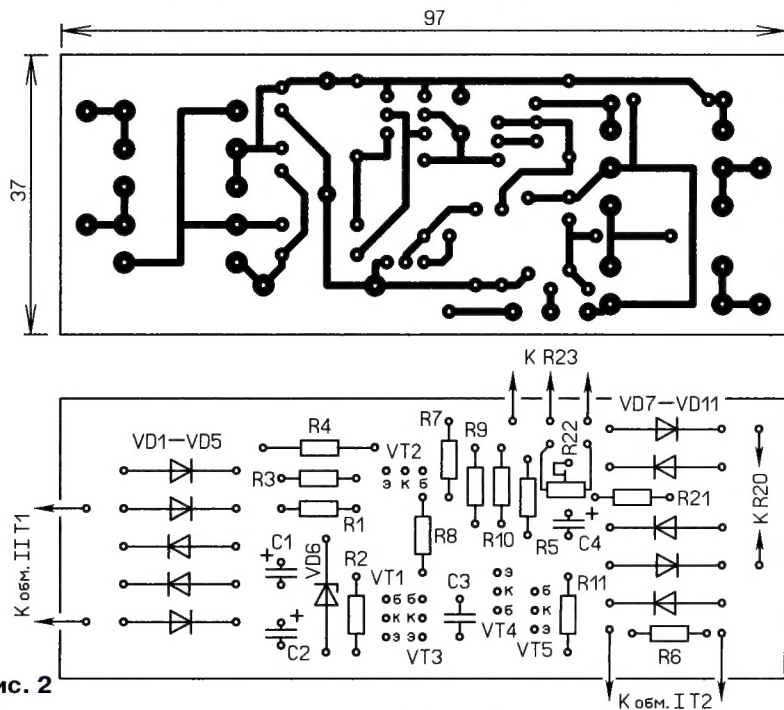 97
37
К R23
VD1–VD5
R4
VT2
э к б
R7
R9
R22
VD7–VD11
R3
R1
R8
R10
R5
C4
+
R21
К R20
К обм. II T1
C1
+
VD6
R2
VT1
C3
э
к
б
VT4
б
к
э
VT5
R11
б б
к к
э э
VT3
C2
+
R6
ис. 2
К обм. I T2